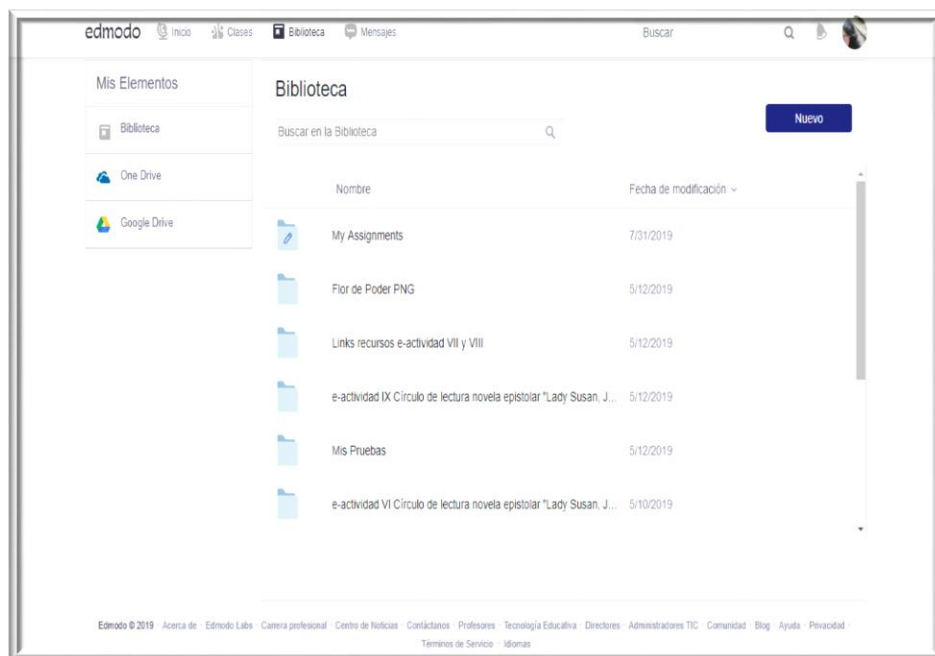 edmodo Inicio Clases Biblioteca Mensajes Buscar
Mis Elementos
Biblioteca
One Drive
Google Drive
Biblioteca
Buscar en la Biblioteca
Nuevo
Nombre Fecha de modificación
My Assignments 7/31/2019
Flor de Poder PNG 5/12/2019
Links recursos e-actividad VII y VIII 5/12/2019
e-actividad IX Círculo de lectura novela epistolar "Lady Susan, J... 5/12/2019
Mis Pruebas 5/12/2019
e-actividad VI Círculo de lectura novela epistolar "Lady Susan, J... 5/10/2019
Edmodo © 2019 · Acerca de · Edmodo Labs · Carrera profesional · Centro de Noticias · Contáctanos · Profesores · Tecnología Educativa · Directores · Administradores TIC · Comunidad · Blog · Ayuda · Privacidad ·
Términos de Servicio · Idiomas